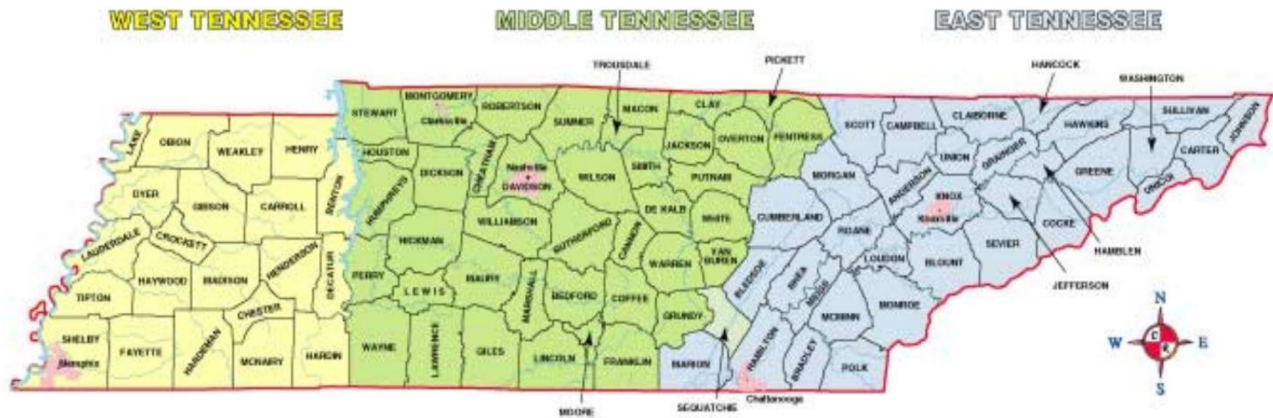 WEST TENNESSEE
MIDDLE TENNESSEE
EAST TENNESSEE
TROUSDALE
PICKETT
HANCOCK
WASHINGTON
LAKE
OBION
WEAKLEY
HENRY
STEWART
MONTGOMERY
Clarksville
ROBERTSON
SUMNER
MACON
CLAY
OVERTON
FENTRESS
SCOTT
CAMPBELL
CLAIBORNE
HAWKINS
SULLIVAN
JOHNSON
CARTER
UNICOI
GREENE
GRAINGER
UNION
HOUSTON
DICKSON
CHEATHAM
Nashville
DAVIDSON
WILSON
SMITH
JACKSON
PUTNAM
MORGAN
ANDERSON
KNOX
Knoxville
COCKE
DYER
GIBSON
CARROLL
BENTON
HUMPHREYS
WILLIAMSON
RUTHERFORD
CANNON
DE KALB
WHITE
CUMBERLAND
ROANE
LOUDON
BLOUNT
SEVIER
HAMBLEN
JEFFERSON
LAUDERDALE
CROCKETT
HAYWOOD
MADISON
HENDERSON
DECATUR
PERRY
HICKMAN
LEWIS
MAURY
MARSHALL
BEDFORD
COFFEE
WARREN
VAN
BUREN
BLEDSOE
RHEA
MEIGS
MCMINN
MONROE
TIPTON
SHELBY
Memphis
FAYETTE
HARDEMAN
CHESTER
MCNAIRY
HARDIN
WAYNE
LAWRENCE
GILES
LINCOLN
FRANKLIN
GRUNDY
MARION
HAMILTON
BRADLEY
POLK
Chattanooga
MOORE
SEQUATCHIE
N
W
E
S
C
R